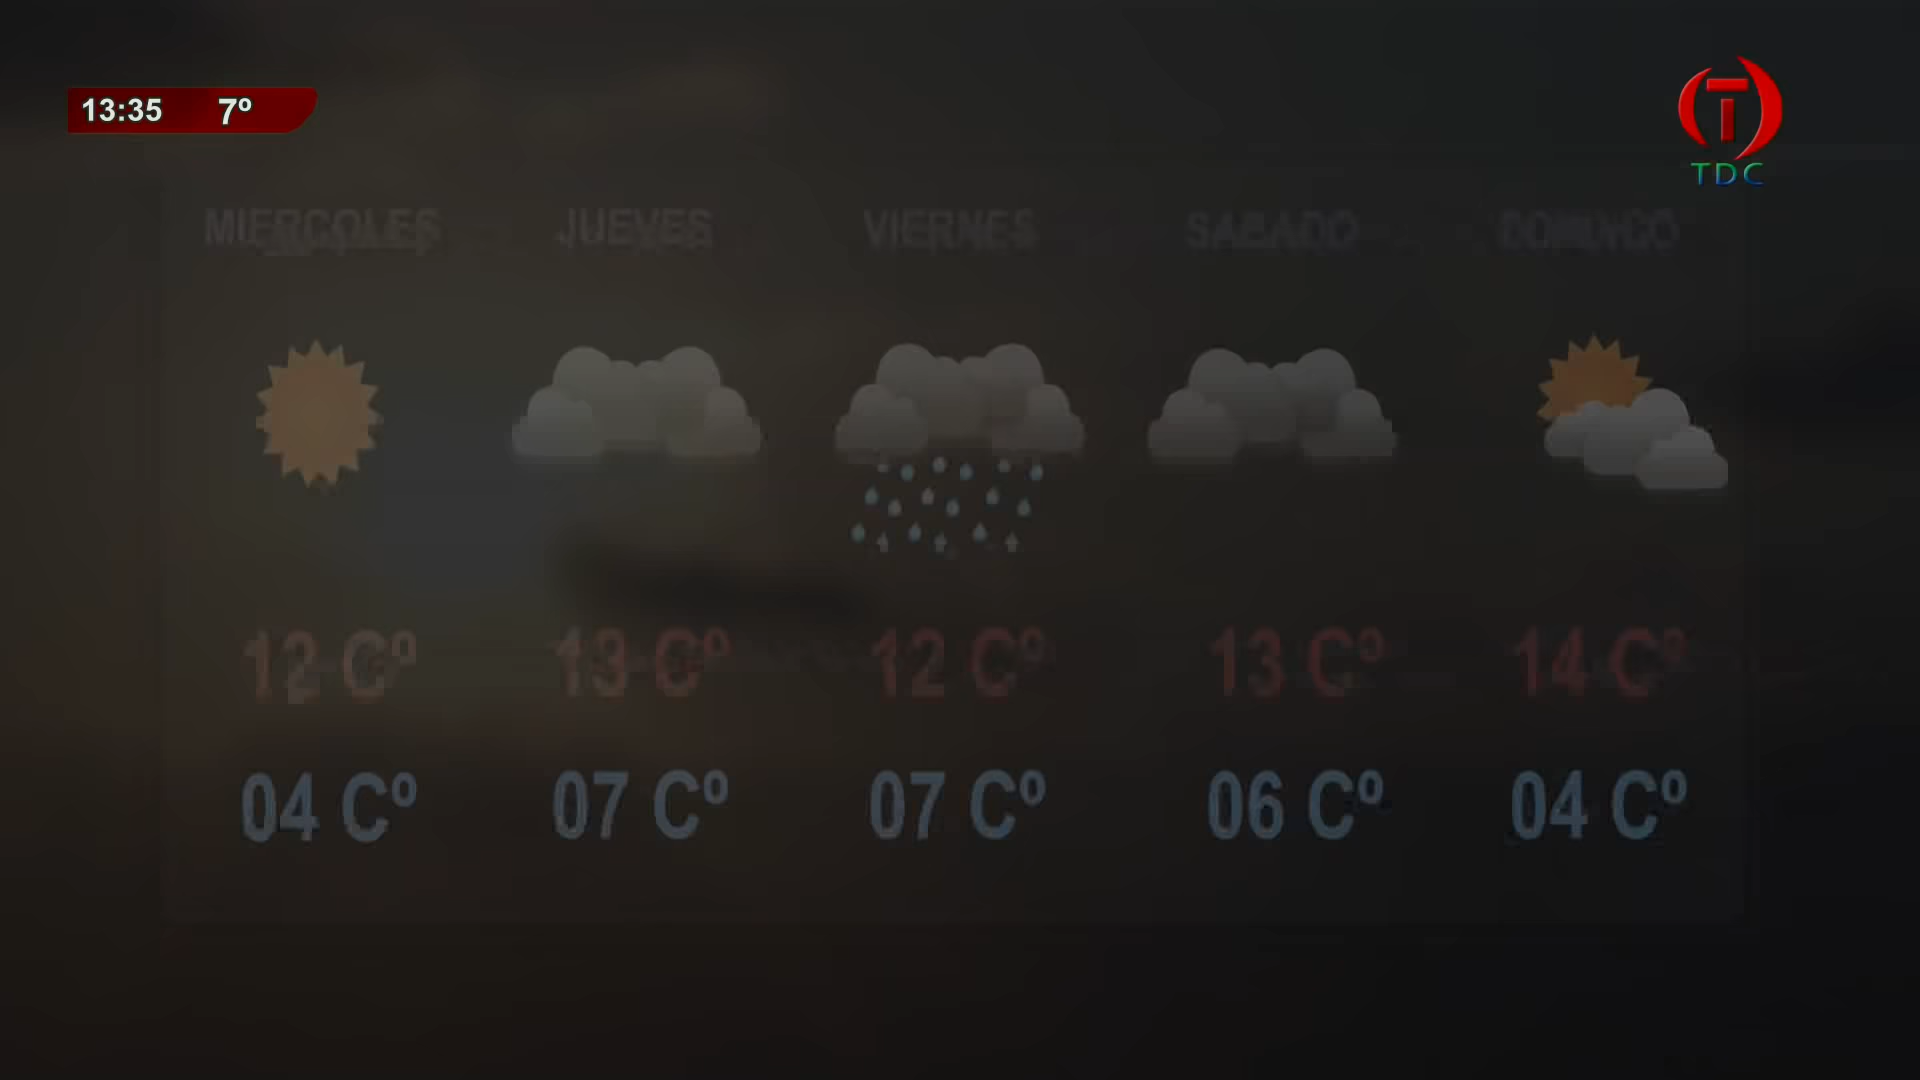 13:35 7º
TDC
MIERCOLES JUEVES VIERNES SABADO DOMINGO
12 Cº 13 Cº 12 Cº 13 Cº 14 Cº
04 Cº 07 Cº 07 Cº 06 Cº 04 Cº